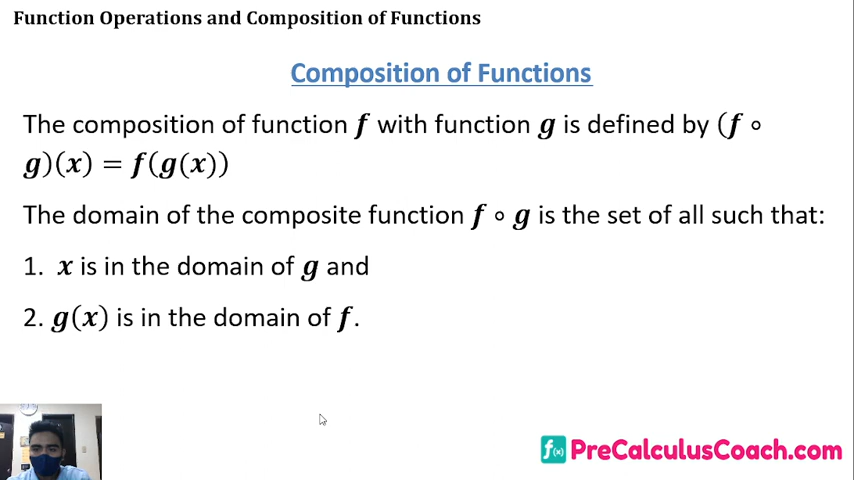 Function Operations and Composition of Functions
Composition of Functions
The composition of function f with function g is defined by (f ∘
g)(x) = f(g(x))
The domain of the composite function f ∘ g is the set of all such that:
1. x is in the domain of g and
2. g(x) is in the domain of f.
f(x) PreCalculusCoach.com